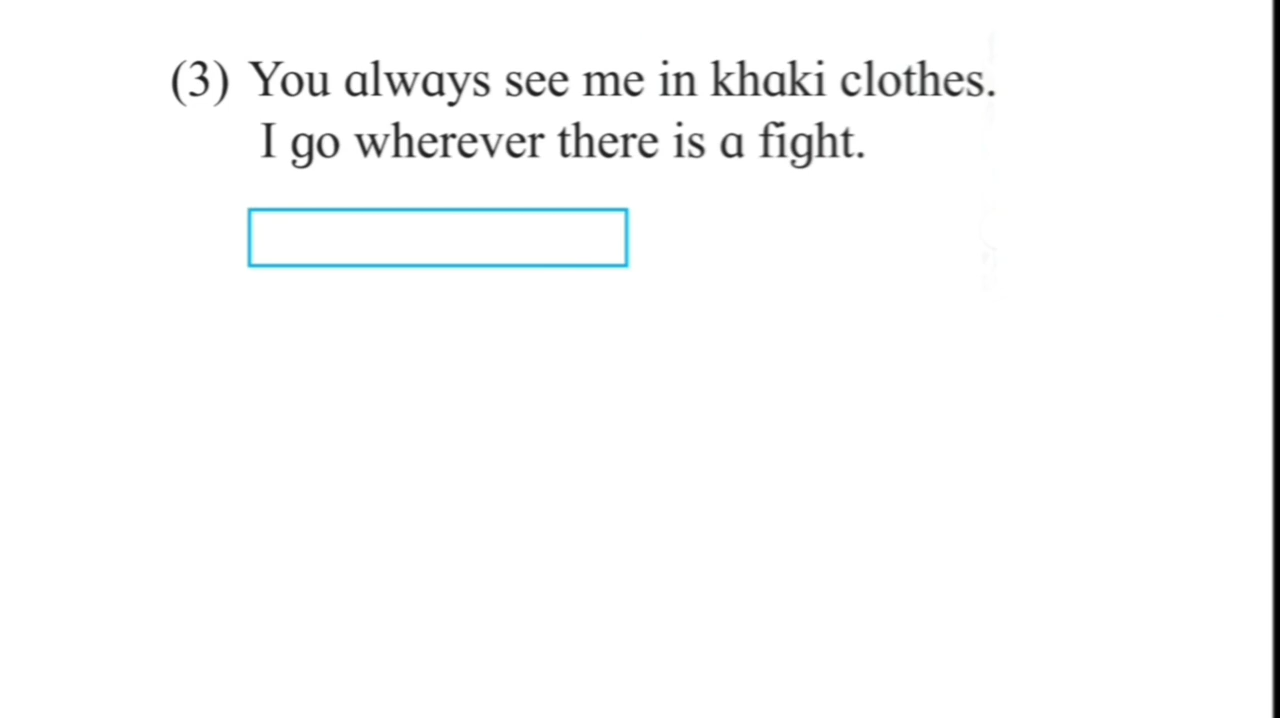 (3) You always see me in khaki clothes.
I go wherever there is a fight.